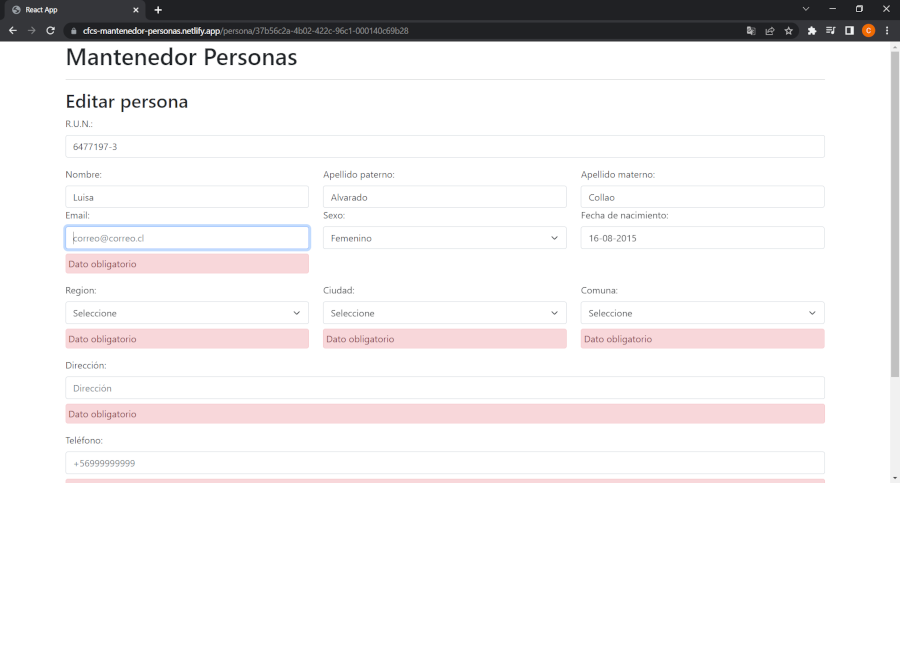 React App
cfcs-mantenedor-personas.netlify.app/persona/37b56c2a-4b02-422c-96c1-000140c69b28
C
Mantenedor Personas
Editar persona
R.U.N.:
6477197-3
Nombre: Apellido paterno: Apellido materno:
Luisa Alvarado Collao
Email: Sexo: Fecha de nacimiento:
correo@correo.cl Femenino 16-08-2015
Dato obligatorio
Region: Ciudad: Comuna:
Seleccione Seleccione Seleccione
Dato obligatorio Dato obligatorio Dato obligatorio
Dirección:
Dirección
Dato obligatorio
Teléfono:
+56999999999